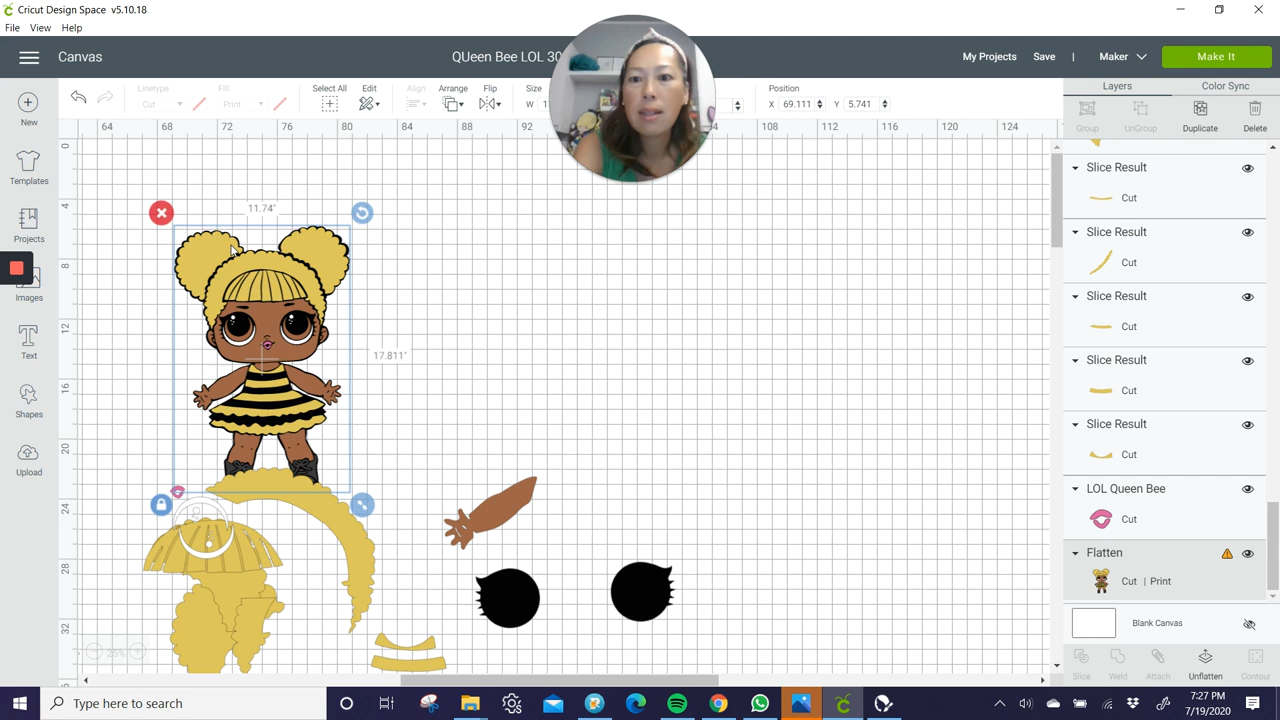 Cricut Design Space v5.10.18
File View Help
Canvas
QUeen Bee LOL 30
My Projects Save | Maker Make It
New
Templates
Projects
Images
Text
Shapes
Upload
Linetype
Cut
Fill
Print
Select All
Edit
Align
Arrange
Flip
Size
W
Position
X 69.111
Y 5.741
64 68 72 76 80 84 88 92 108 112 116 120 124
0
4
8
12
16
20
24
28
32
11.74"
17.811"
Layers Color Sync
Group UnGroup Duplicate Delete
Slice Result
Cut
Slice Result
Cut
Slice Result
Cut
Slice Result
Cut
Slice Result
Cut
LOL Queen Bee
Cut
Flatten
Cut | Print
Blank Canvas
Slice Weld Attach Unflatten Contour
Type here to search
7:27 PM
7/19/2020